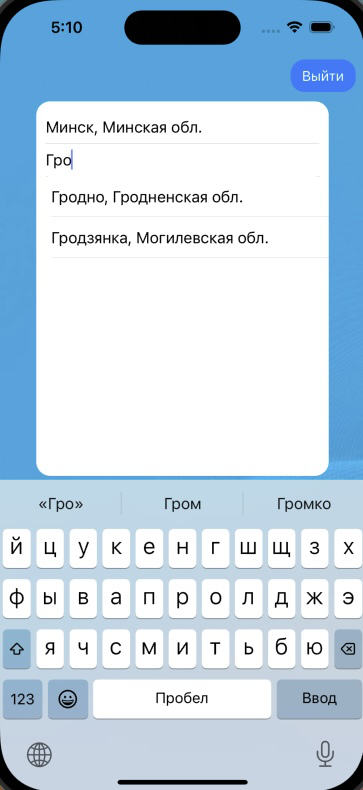 5:10
Выйти
Минск, Минская обл.
Гро
Гродно, Гродненская обл.
Гродзянка, Могилевская обл.
«Гро» Гром Громко
й ц у к е н г ш щ з х
ф ы в а п р о л д ж э
я ч с м и т ь б ю
123 Пробел Ввод